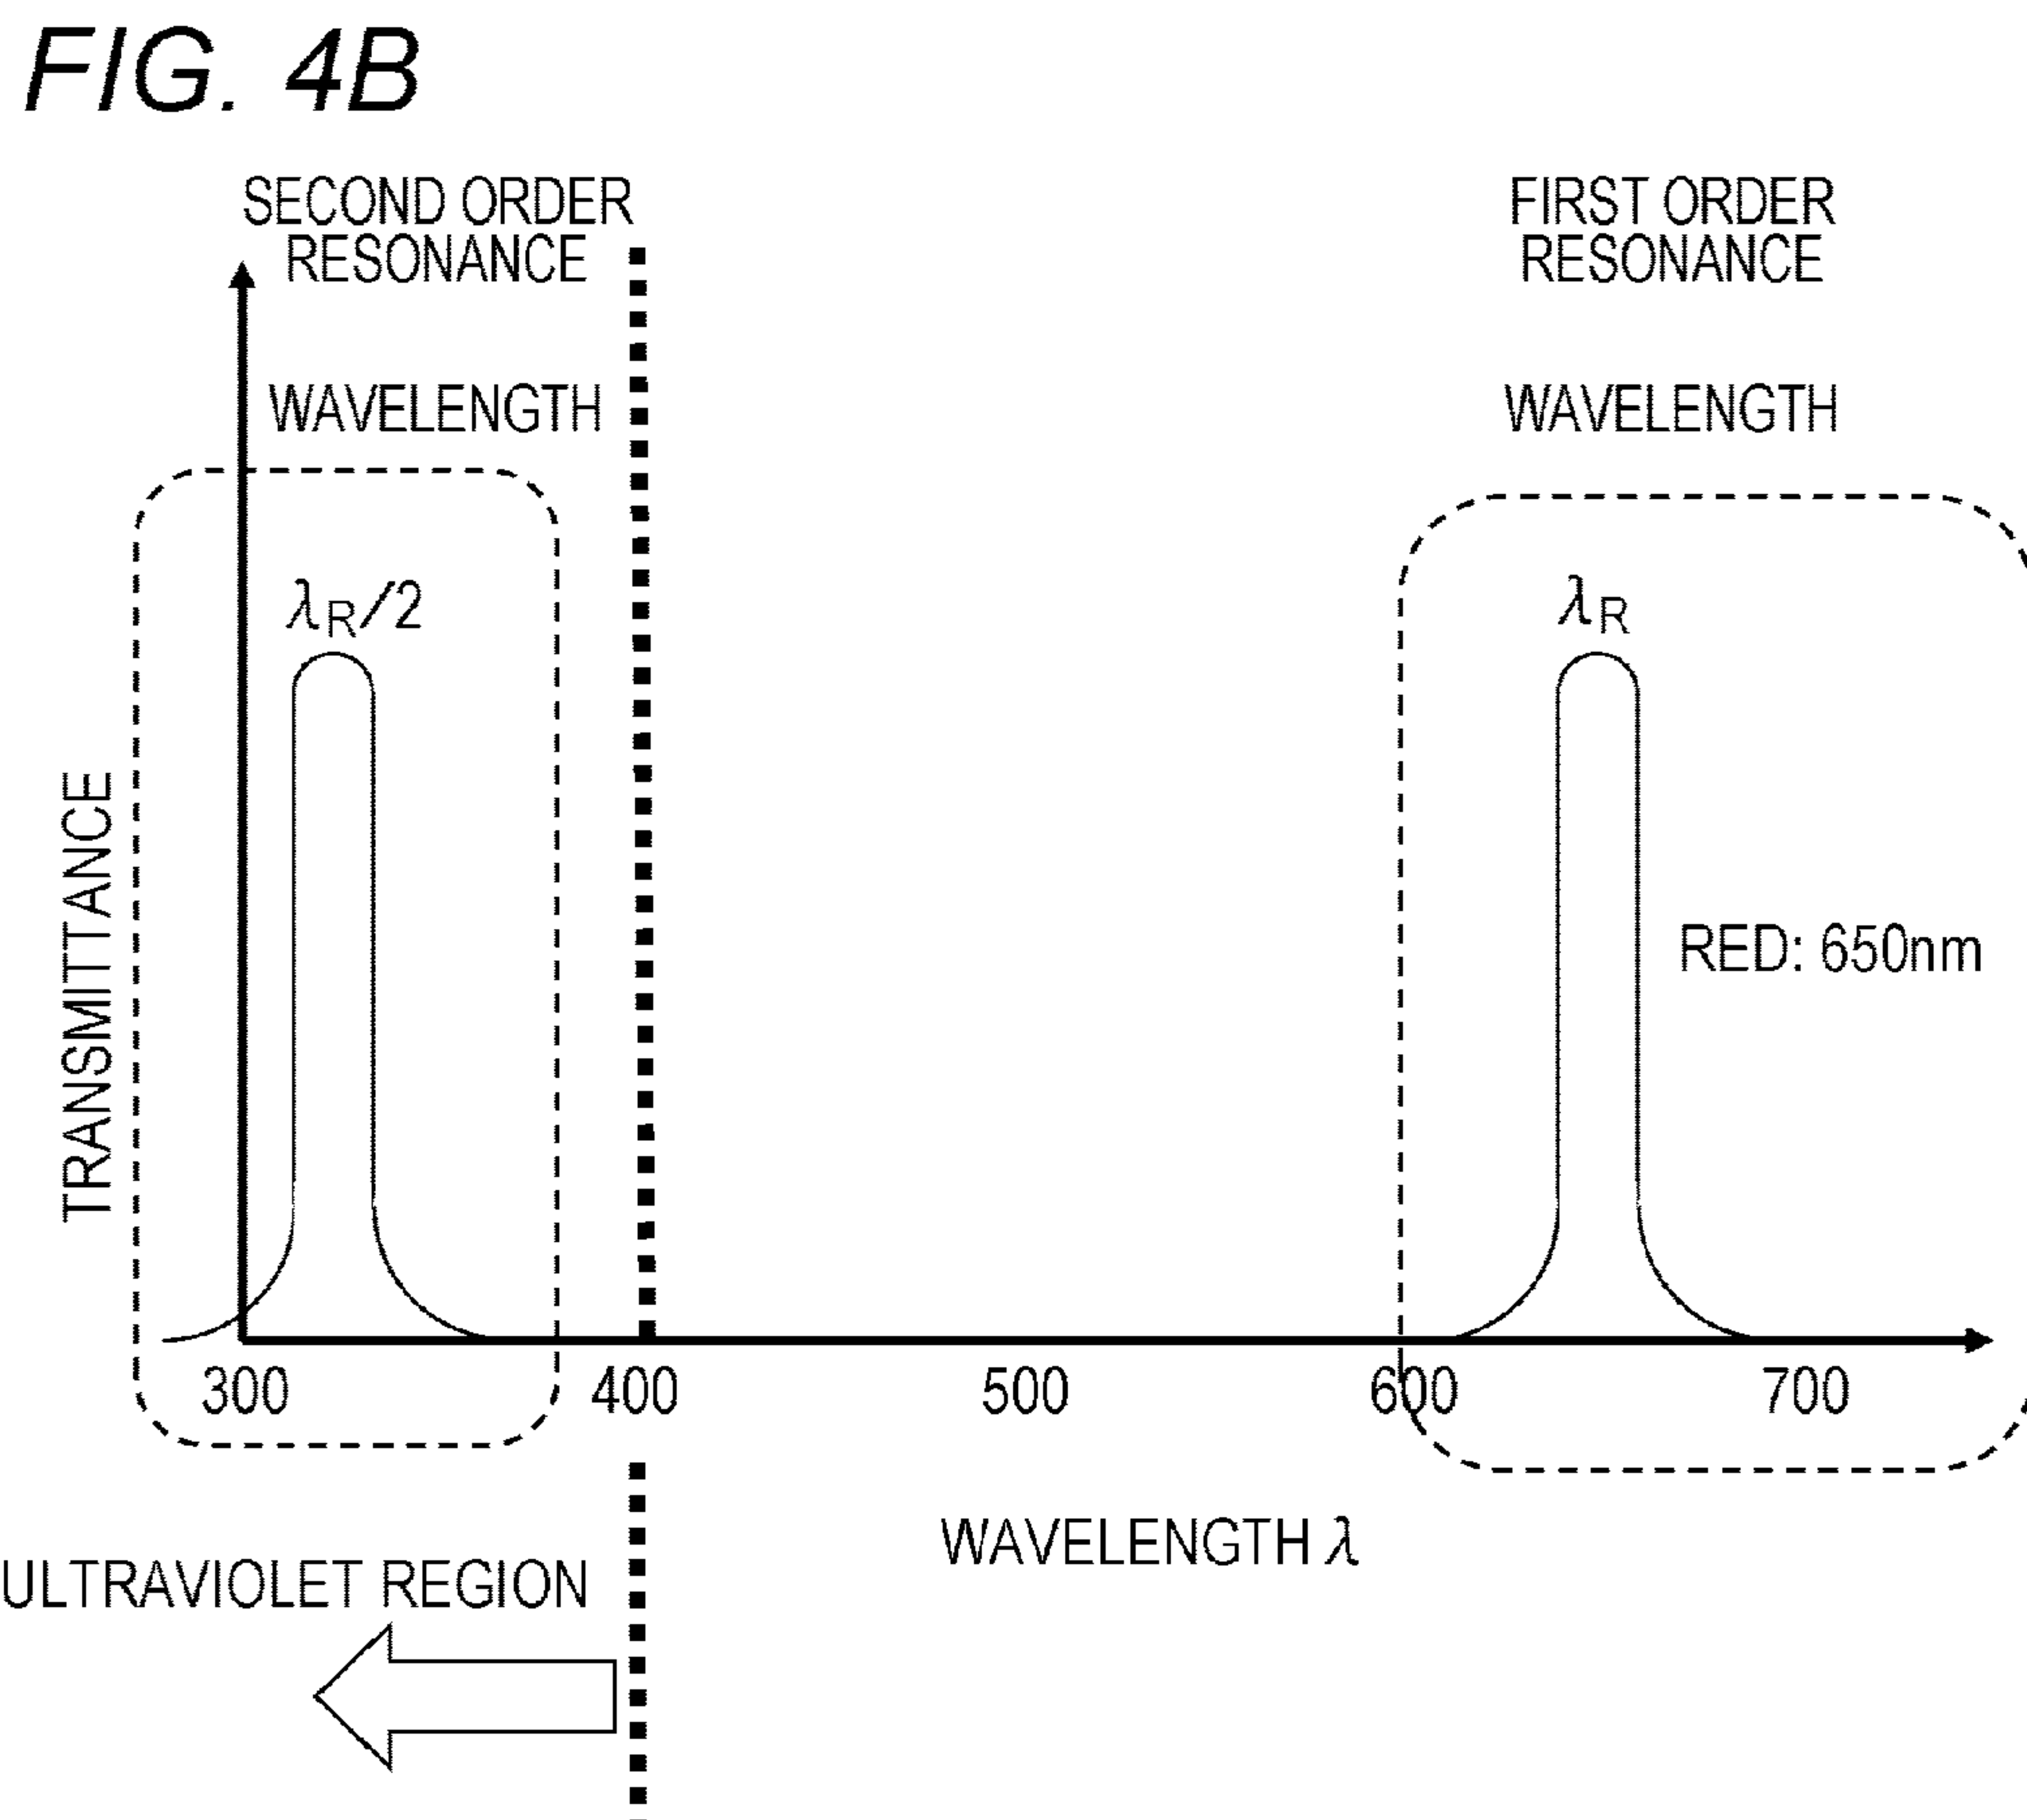 FIG. 4B
SECOND ORDER
RESONANCE
WAVELENGTH
FIRST ORDER
RESONANCE
WAVELENGTH
λR/2
λR
TRANSMITTANCE
RED: 650nm
300 400 500 600 700
WAVELENGTH λ
ULTRAVIOLET REGION